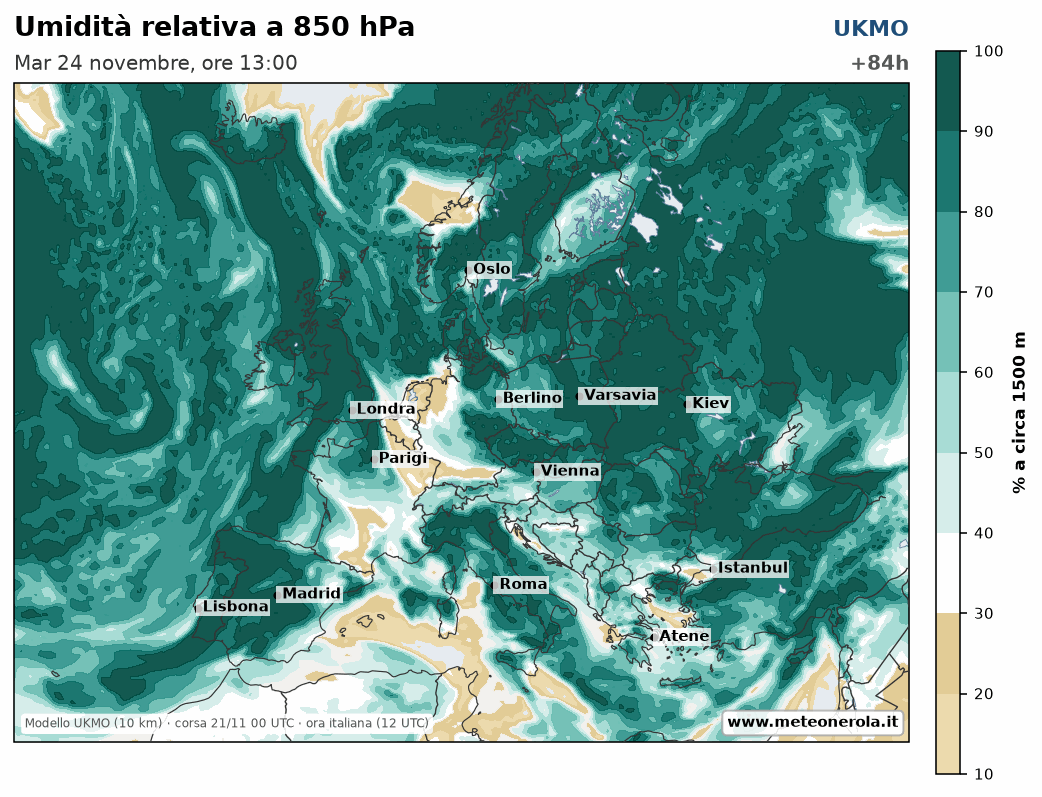 Umidità relativa a 850 hPa
UKMO
Mar 24 novembre, ore 13:00
+84h
100
90
80
70
60
50
40
30
20
10
% a circa 1500 m
Oslo
Berlino
Varsavia
Kiev
Londra
Parigi
Vienna
Istanbul
Roma
Madrid
Lisbona
Atene
Modello UKMO (10 km) · corsa 21/11 00 UTC · ora italiana (12 UTC)
www.meteonerola.it